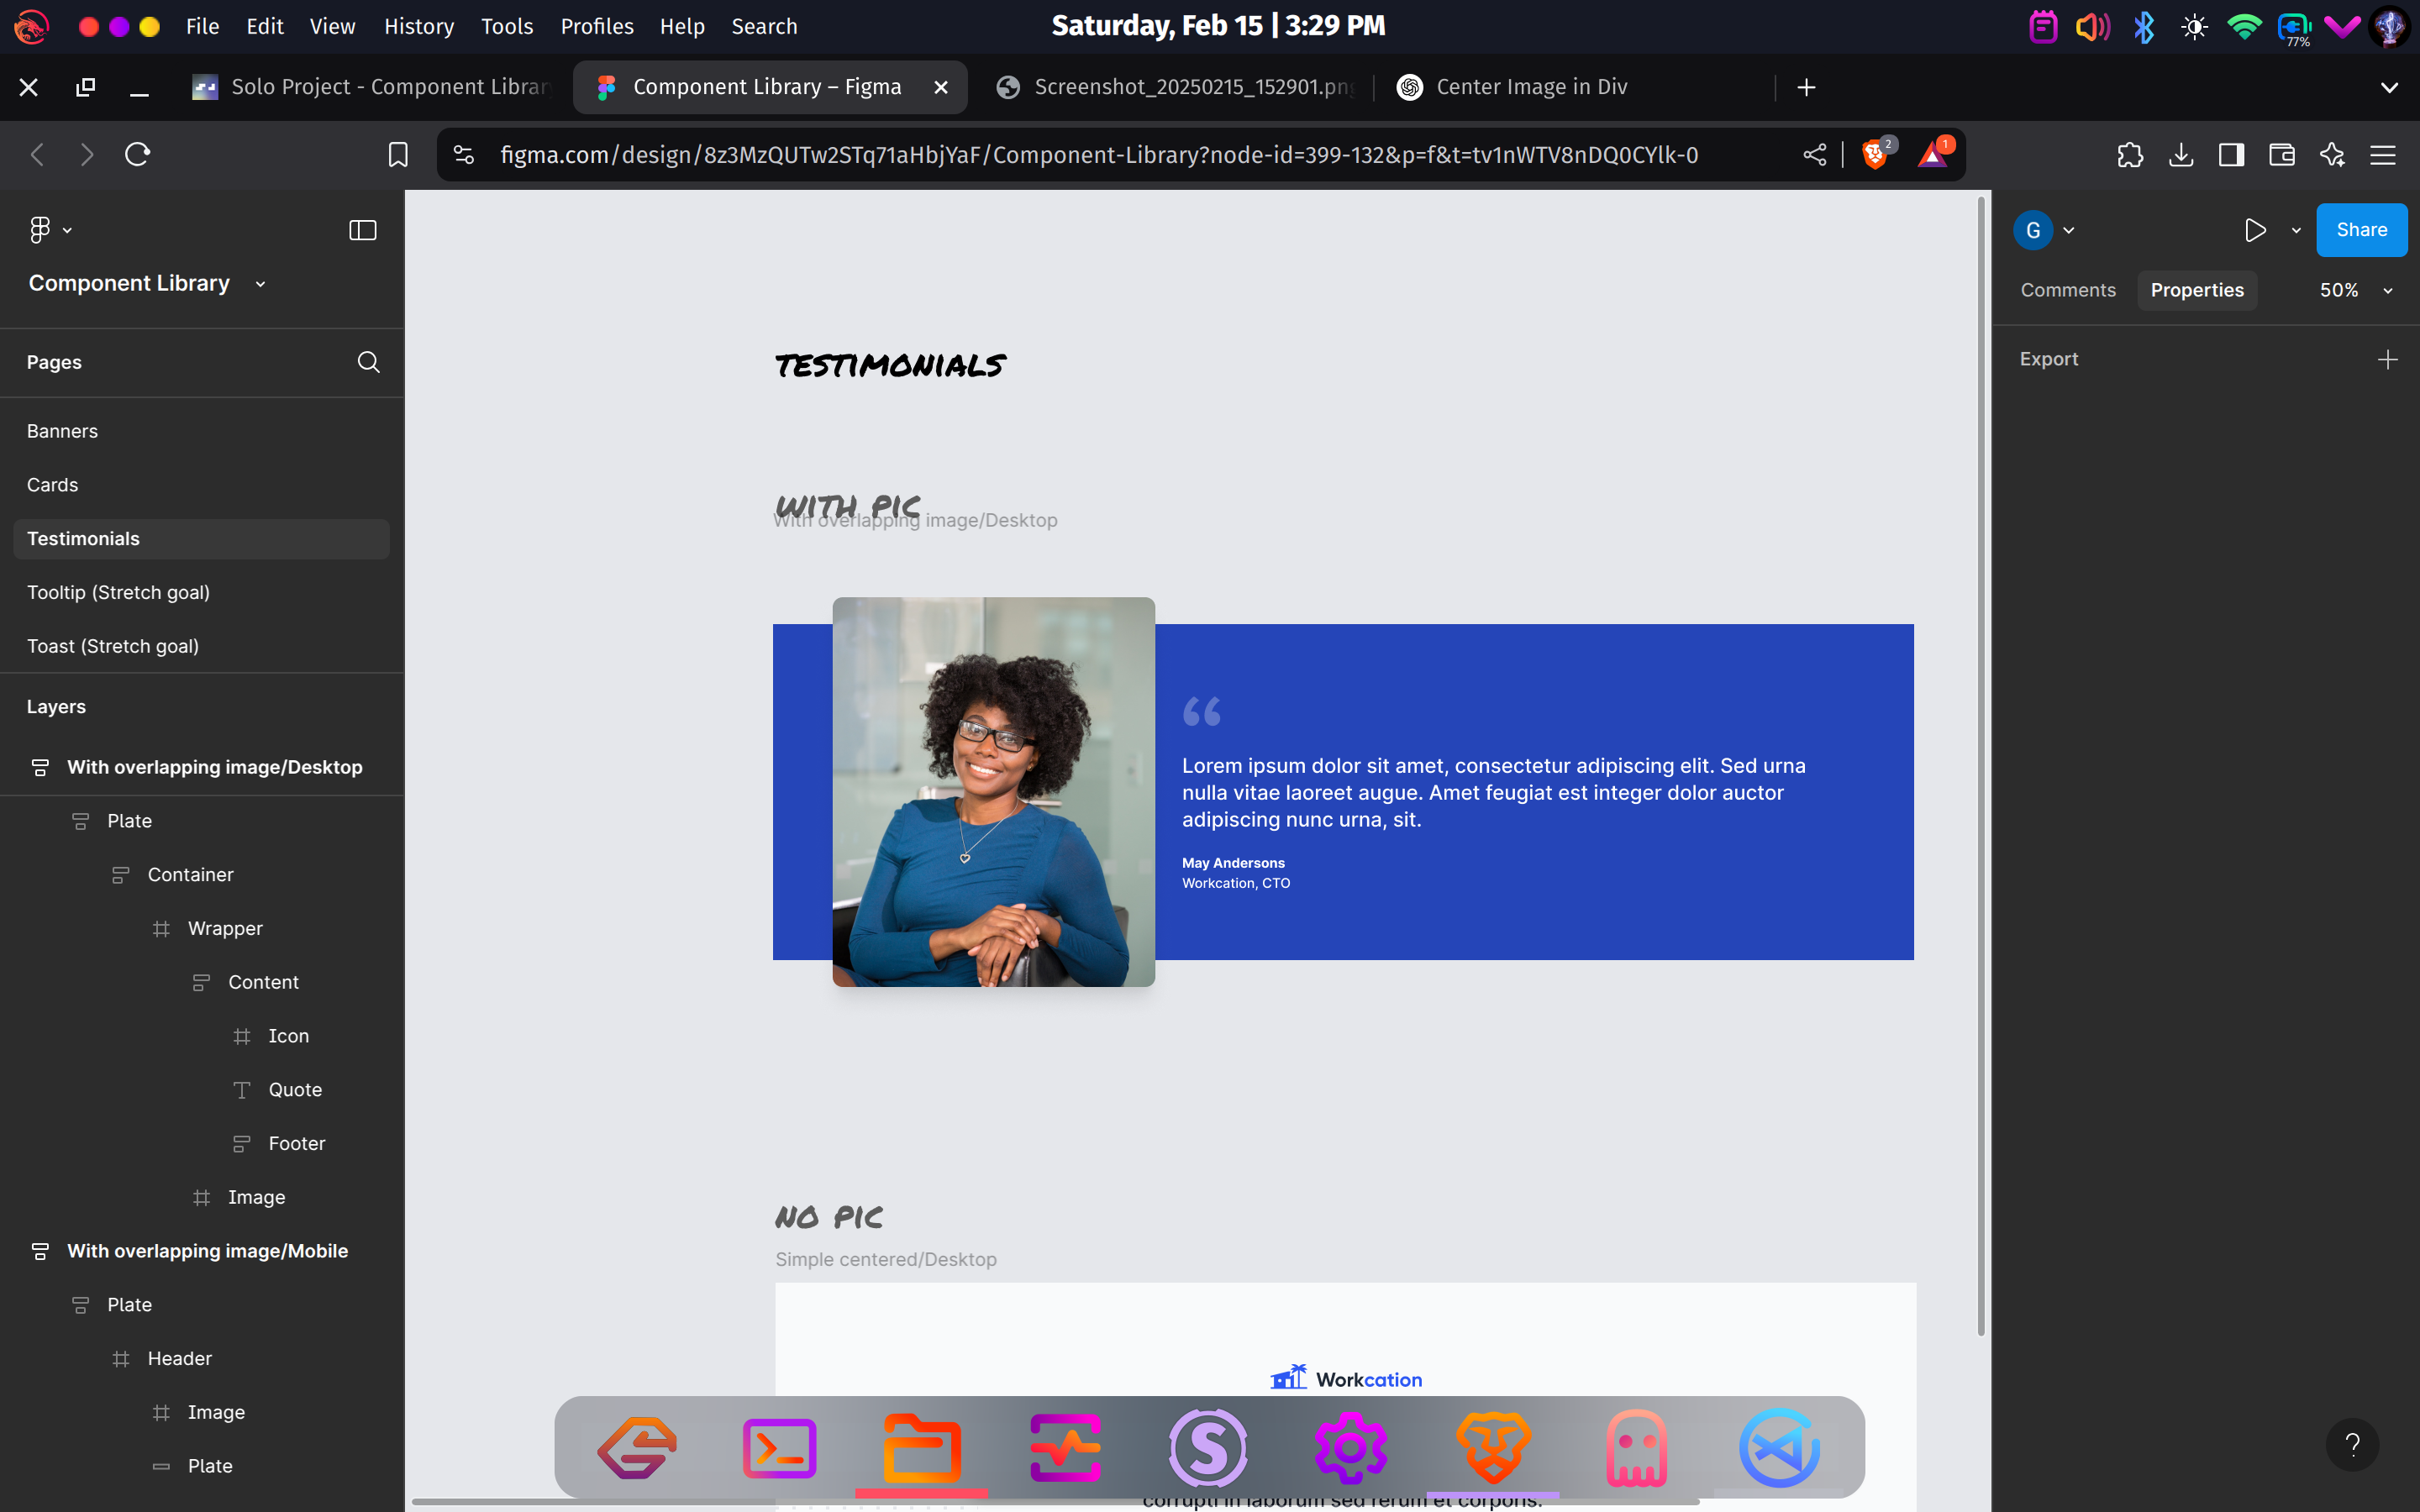 File Edit View History Tools Profiles Help Search
Saturday, Feb 15 | 3:29 PM
77%
Solo Project - Component Librar
Component Library – Figma
Screenshot_20250215_152901.png
Center Image in Div
figma.com/design/8z3MzQUTw2STq71aHbjYaF/Component-Library?node-id=399-132&p=f&t=tv1nWTV8nDQ0CYlk-0
2
1
Component Library
Pages
Banners
Cards
Testimonials
Tooltip (Stretch goal)
Toast (Stretch goal)
Layers
With overlapping image/Desktop
Plate
Container
Wrapper
Content
Icon
Quote
Footer
Image
With overlapping image/Mobile
Plate
Header
Image
Plate
TESTIMONIALS
WITH PIC
With overlapping image/Desktop
“
Lorem ipsum dolor sit amet, consectetur adipiscing elit. Sed urna
nulla vitae laoreet augue. Amet feugiat est integer dolor auctor
adipiscing nunc urna, sit.
May Andersons
Workcation, CTO
NO PIC
Simple centered/Desktop
Workcation
corrupti in laborum sed rerum et corporis.
G
Share
Comments
Properties
50%
Export
?